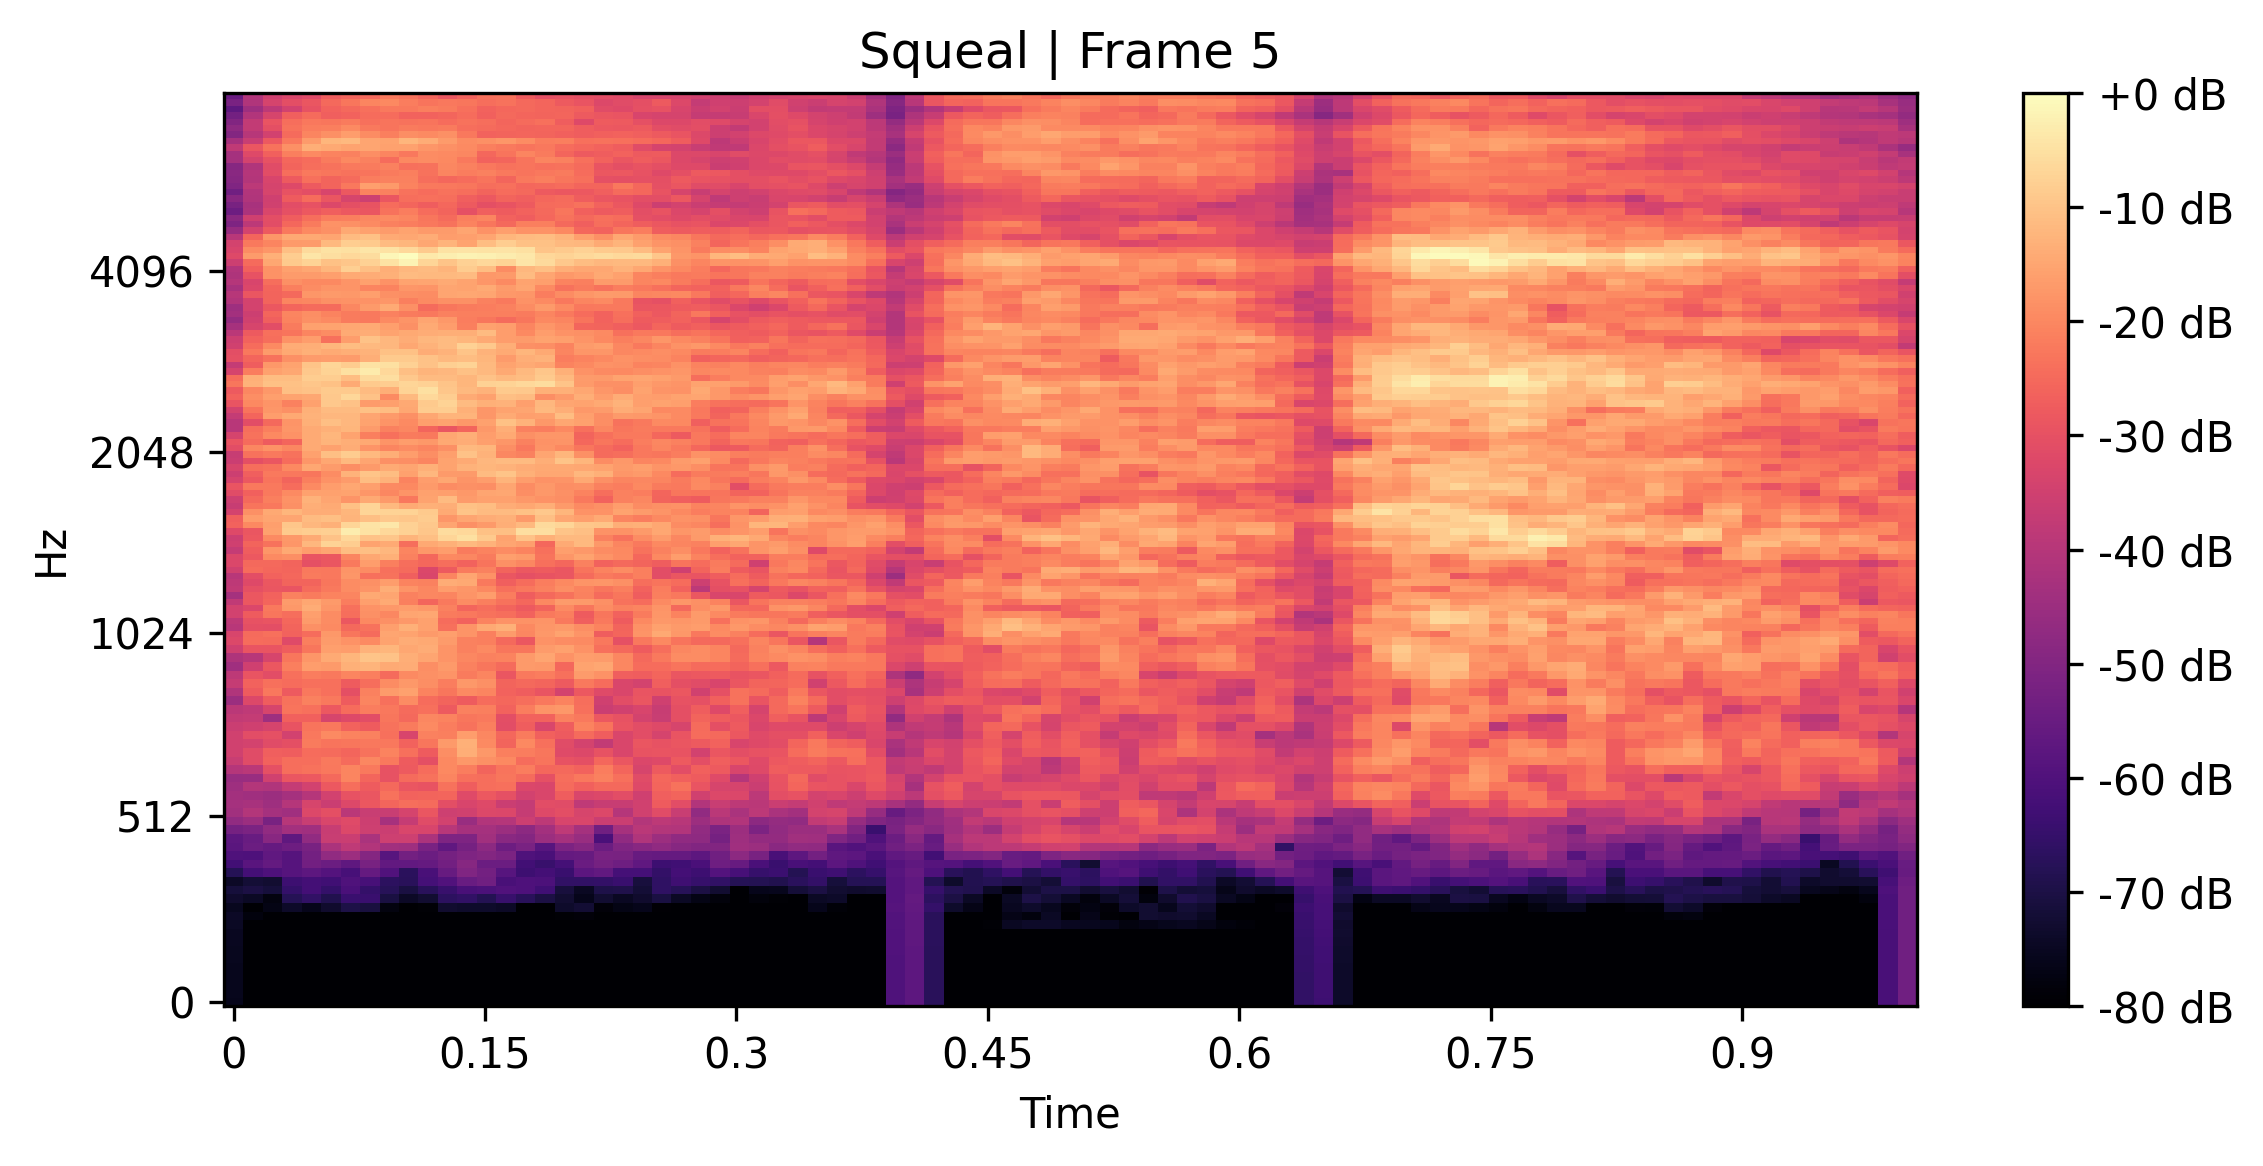 Squeal | Frame 5
+0 dB
-10 dB
-20 dB
-30 dB
-40 dB
-50 dB
-60 dB
-70 dB
-80 dB
Hz
4096
2048
1024
512
0
0 0.15 0.3 0.45 0.6 0.75 0.9
Time